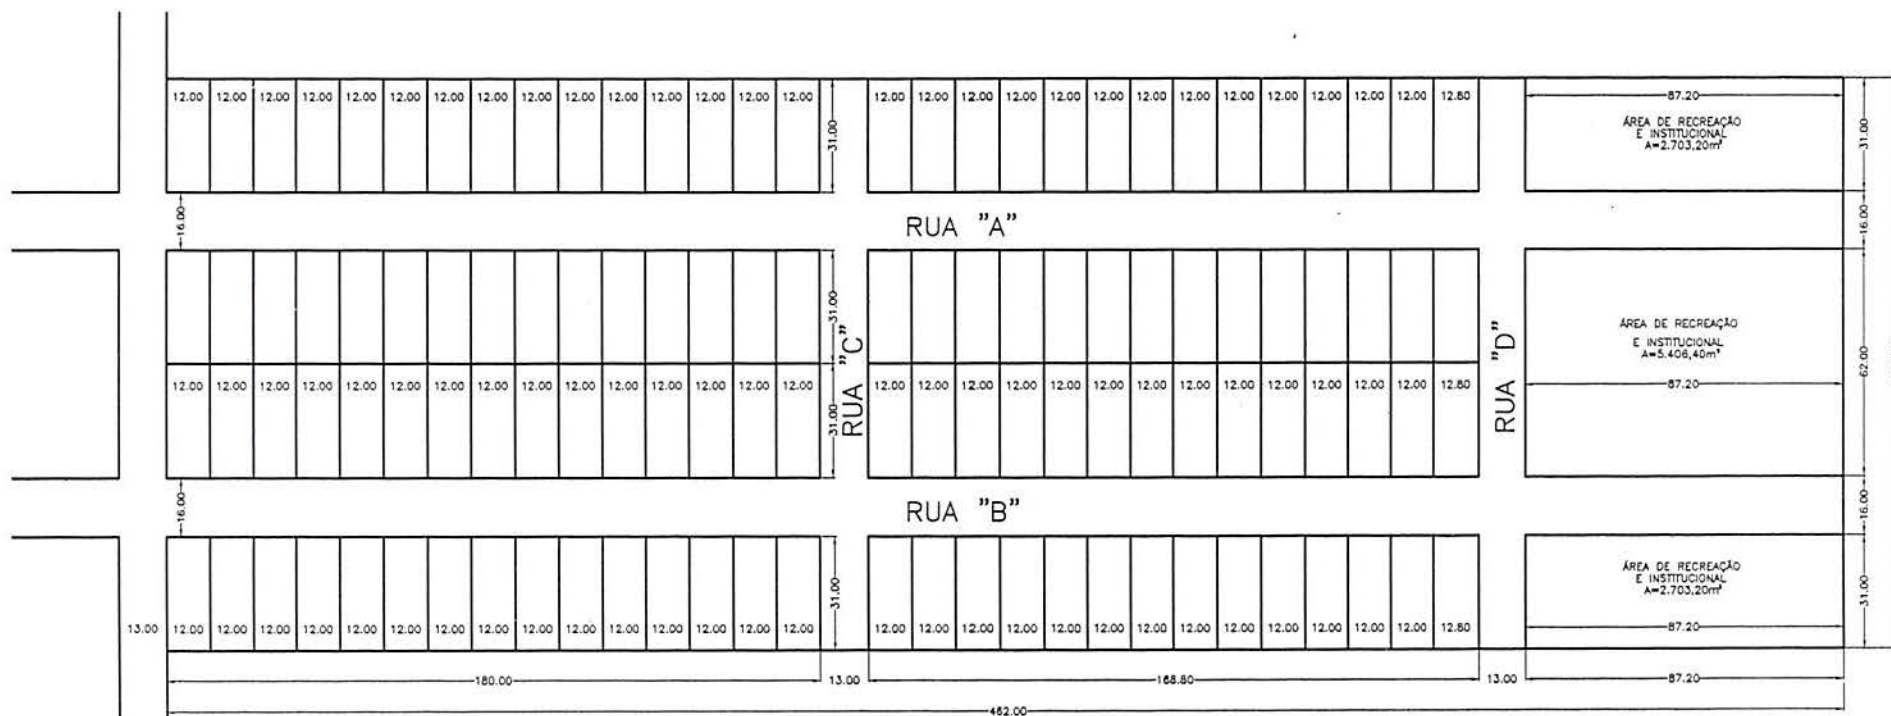 12.00 12.00 12.00 12.00 12.00 12.00 12.00 12.00 12.00 12.00 12.00 12.00 12.00 12.00 12.00
31.00
12.00 12.00 12.00 12.00 12.00 12.00 12.00 12.00 12.00 12.00 12.00 12.00 12.00 12.80
87.20
ÁREA DE RECREAÇÃO
E INSTITUCIONAL
A=2.703,20m²
31.00
16.00
RUA "A"
16.00
31.00
31.00
RUA "C"
RUA "D"
ÁREA DE RECREAÇÃO
E INSTITUCIONAL
A=5.406,40m²
62.00
12.00 12.00 12.00 12.00 12.00 12.00 12.00 12.00 12.00 12.00 12.00 12.00 12.00 12.00 12.00
12.00 12.00 12.00 12.00 12.00 12.00 12.00 12.00 12.00 12.00 12.00 12.00 12.00 12.80
87.20
16.00
RUA "B"
16.00
31.00
ÁREA DE RECREAÇÃO
E INSTITUCIONAL
A=2.703,20m²
31.00
13.00 12.00 12.00 12.00 12.00 12.00 12.00 12.00 12.00 12.00 12.00 12.00 12.00 12.00 12.00 12.00
12.00 12.00 12.00 12.00 12.00 12.00 12.00 12.00 12.00 12.00 12.00 12.00 12.00 12.80
87.20
180.00 13.00 168.80 13.00 87.20
462.00